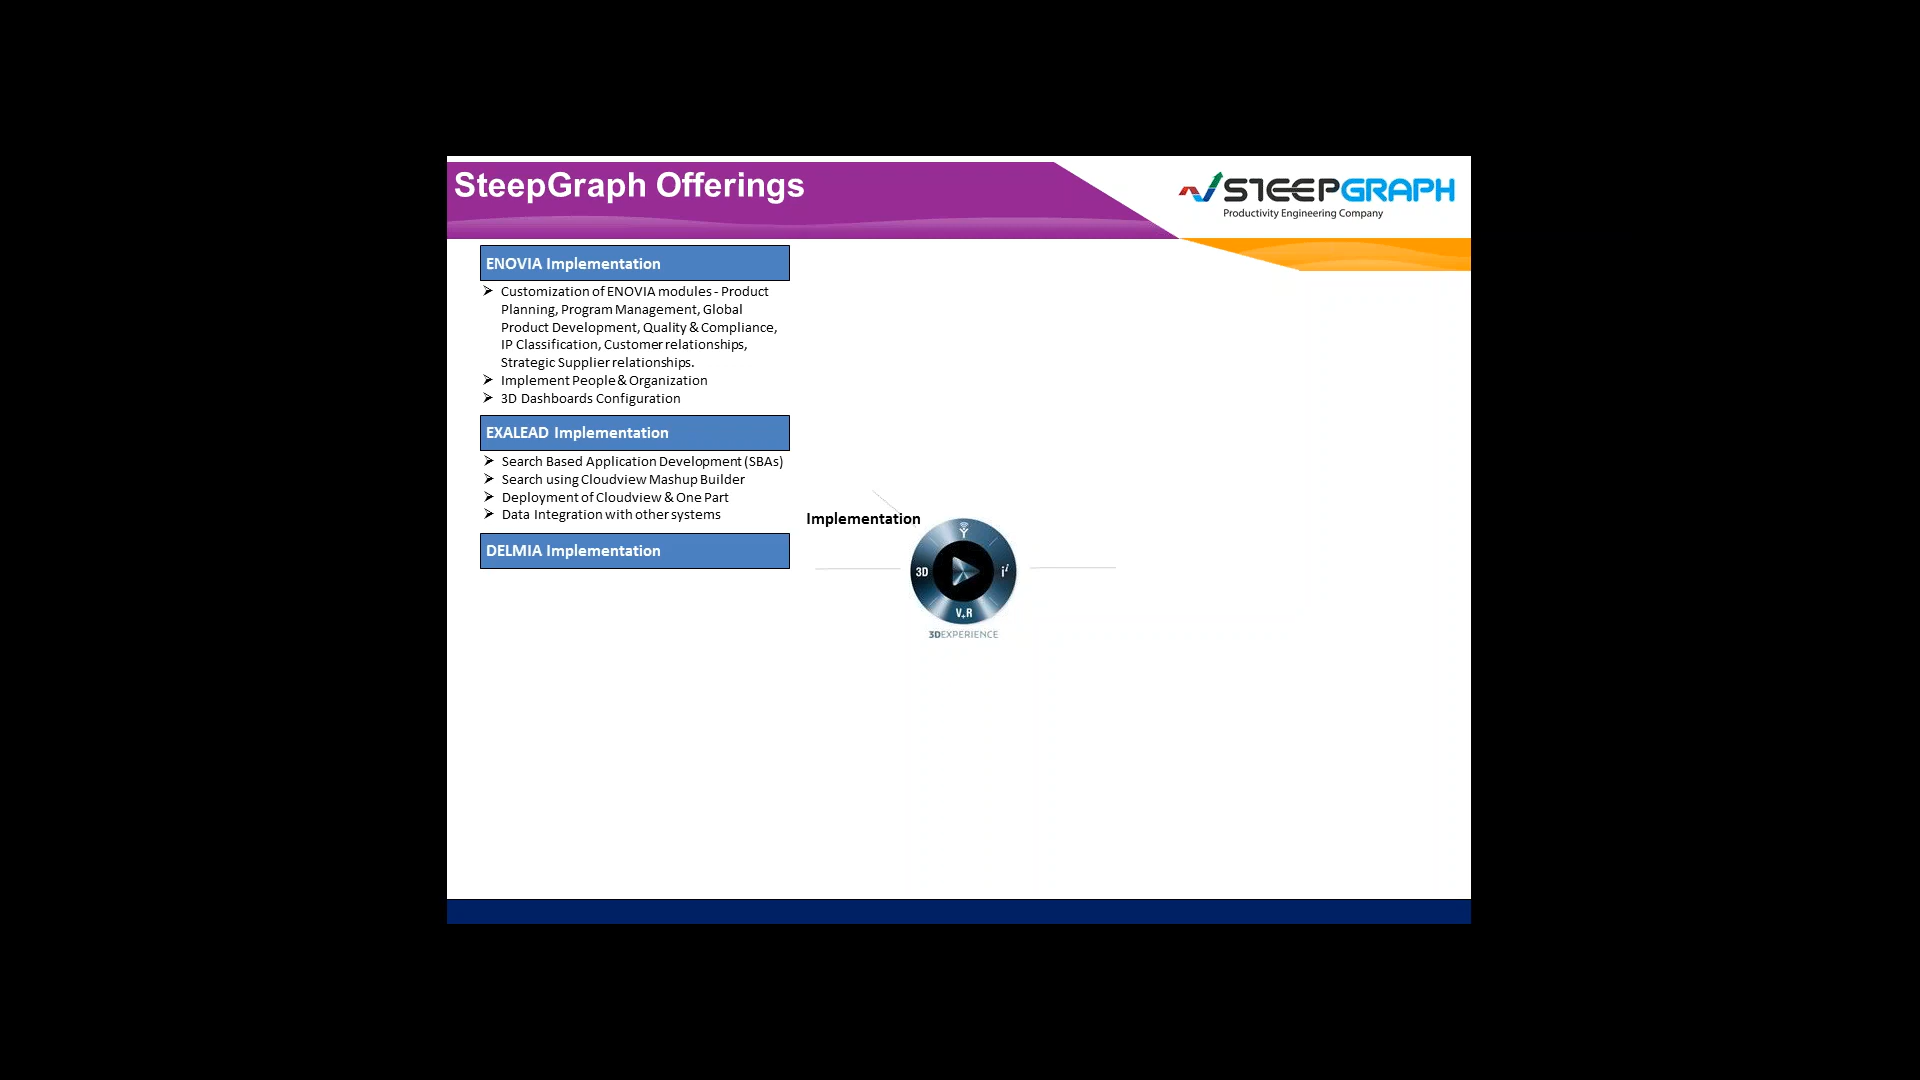 SteepGraph Offerings
STEEPGRAPH
Productivity Engineering Company
ENOVIA Implementation
➢ Customization of ENOVIA modules - Product
Planning, Program Management, Global
Product Development, Quality & Compliance,
IP Classification, Customer relationships,
Strategic Supplier relationships.
➢ Implement People & Organization
➢ 3D Dashboards Configuration
EXALEAD Implementation
➢ Search Based Application Development (SBAs)
➢ Search using Cloudview Mashup Builder
➢ Deployment of Cloudview & One Part
➢ Data Integration with other systems
DELMIA Implementation
Implementation
3D
i²
V+R
3DEXPERIENCE